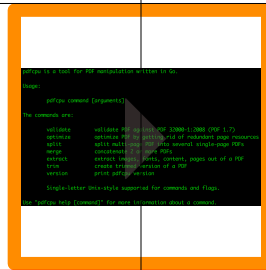 pdfcpu is a tool for PDF manipulation written in Go.
Usage:
pdfcpu command [arguments]
The commands are:
validate validate PDF against PDF 32000-1:2008 (PDF 1.7)
optimize optimize PDF by getting rid of redundant page resources
split split multi-page PDF into several single-page PDFs
merge concatenate 2 or more PDFs
extract extract images, fonts, content, pages out of a PDF
trim create trimmed version of a PDF
version print pdfcpu version
Single-letter Unix-style supported for commands and flags.
Use "pdfcpu help [command]" for more information about a command.